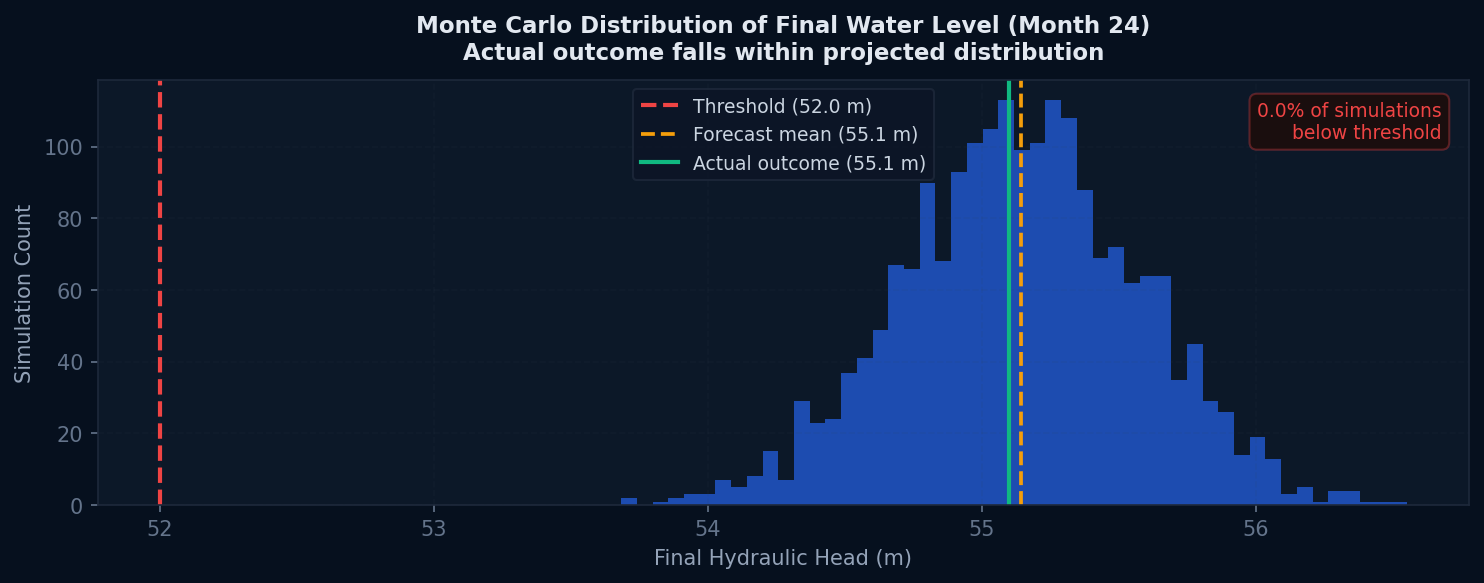 Monte Carlo Distribution of Final Water Level (Month 24)
Actual outcome falls within projected distribution
Threshold (52.0 m)
Forecast mean (55.1 m)
Actual outcome (55.1 m)
0.0% of simulations
below threshold
Simulation Count
100
80
60
40
20
0
52
53
54
55
56
Final Hydraulic Head (m)